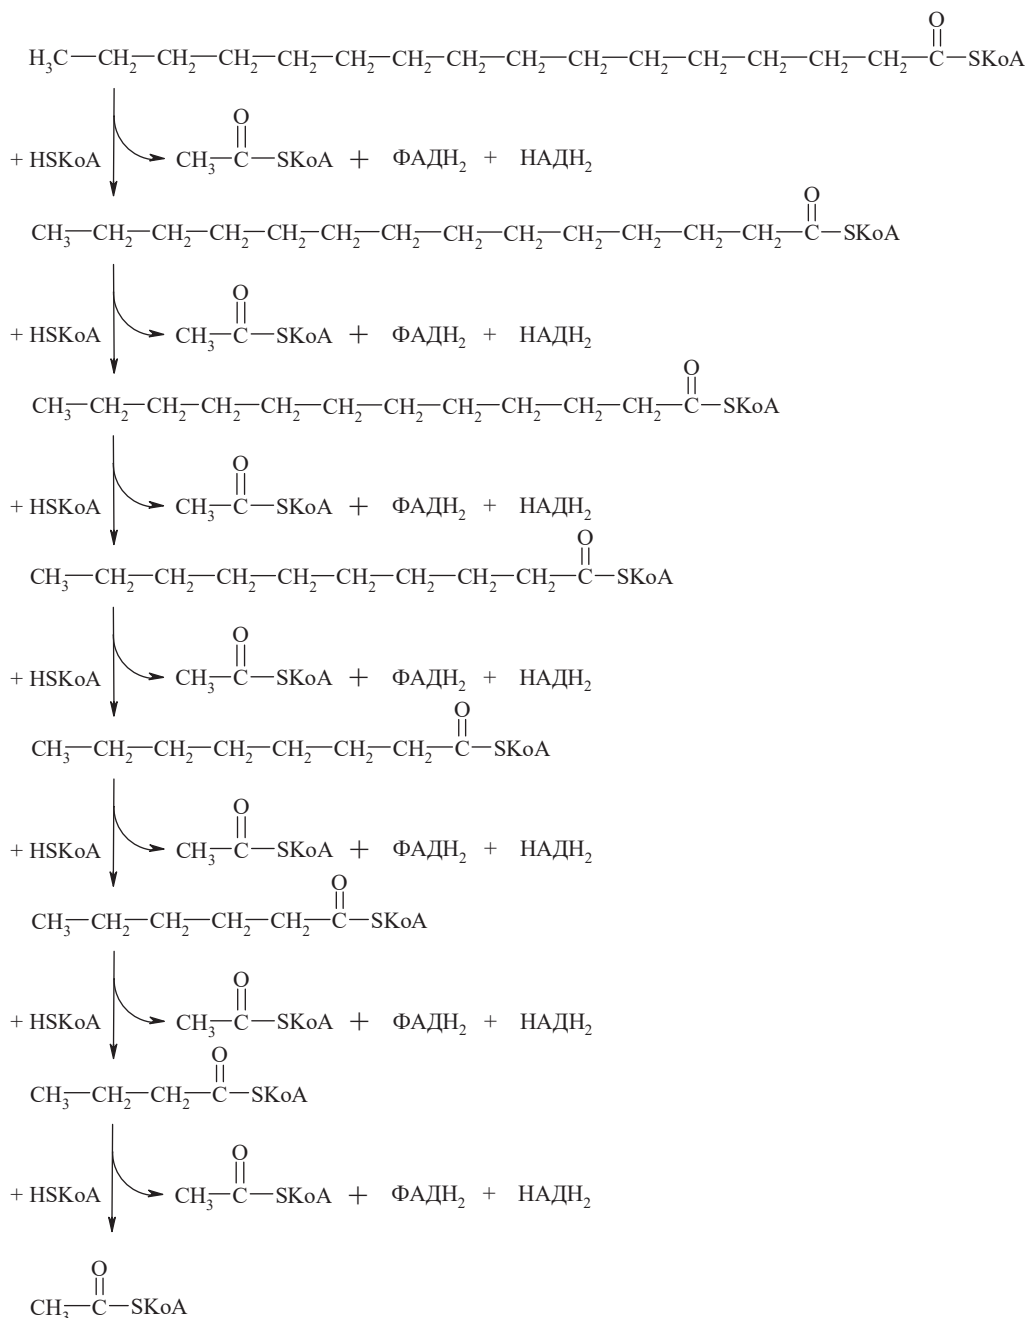 O
H₃C—CH₂—CH₂—CH₂—CH₂—CH₂—CH₂—CH₂—CH₂—CH₂—CH₂—CH₂—CH₂—CH₂—CH₂—C—SKoA
O
+ HSKoA CH₃—C—SKoA + ФАДН₂ + НАДН₂
O
CH₃—CH₂—CH₂—CH₂—CH₂—CH₂—CH₂—CH₂—CH₂—CH₂—CH₂—CH₂—CH₂—C—SKoA
O
+ HSKoA CH₃—C—SKoA + ФАДН₂ + НАДН₂
O
CH₃—CH₂—CH₂—CH₂—CH₂—CH₂—CH₂—CH₂—CH₂—CH₂—CH₂—C—SKoA
O
+ HSKoA CH₃—C—SKoA + ФАДН₂ + НАДН₂
O
CH₃—CH₂—CH₂—CH₂—CH₂—CH₂—CH₂—CH₂—CH₂—C—SKoA
O
+ HSKoA CH₃—C—SKoA + ФАДН₂ + НАДН₂
O
CH₃—CH₂—CH₂—CH₂—CH₂—CH₂—CH₂—C—SKoA
O
+ HSKoA CH₃—C—SKoA + ФАДН₂ + НАДН₂
O
CH₃—CH₂—CH₂—CH₂—CH₂—C—SKoA
O
+ HSKoA CH₃—C—SKoA + ФАДН₂ + НАДН₂
O
CH₃—CH₂—CH₂—C—SKoA
O
+ HSKoA CH₃—C—SKoA + ФАДН₂ + НАДН₂
O
CH₃—C—SKoA